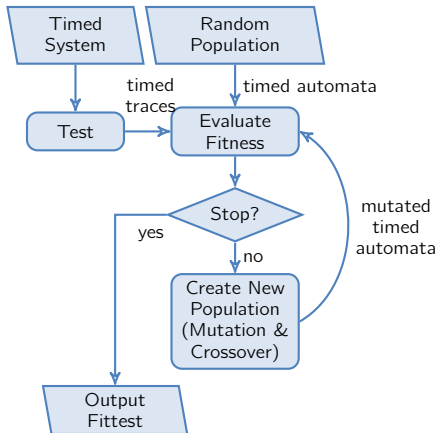 Timed
System
Random
Population
timed
traces
timed automata
Test
Evaluate
Fitness
Stop?
yes
no
mutated
timed
automata
Create New
Population
(Mutation &
Crossover)
Output
Fittest